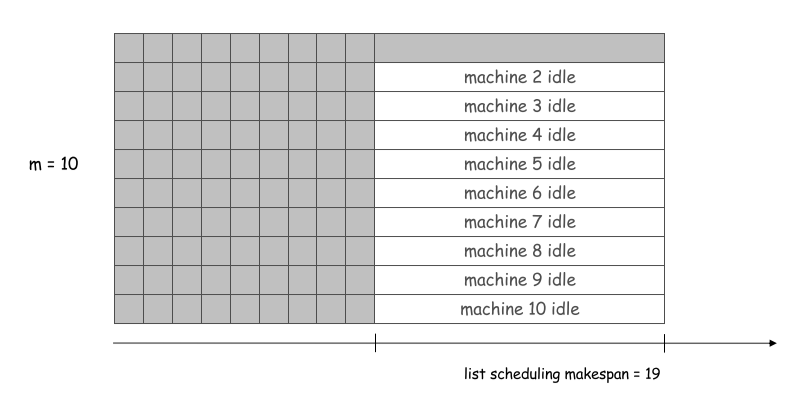 machine 2 idle
machine 3 idle
machine 4 idle
m = 10
machine 5 idle
machine 6 idle
machine 7 idle
machine 8 idle
machine 9 idle
machine 10 idle
list scheduling makespan = 19